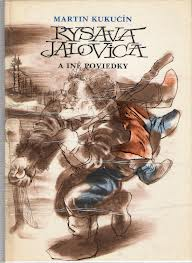 MARTIN KUKUČÍN
RYSAVÁ
JALOVICA
A INÉ POVIEDKY